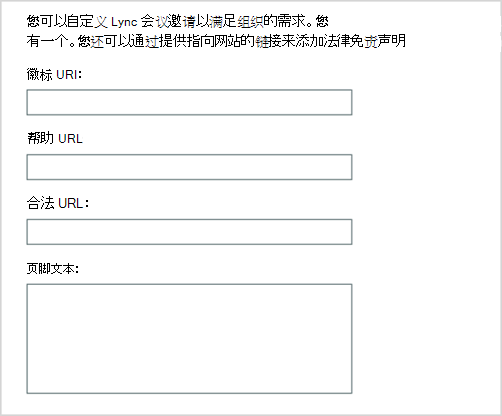 您可以自定义 Lync 会议邀请以满足组织的需求。您
有一个。您还可以通过提供指向网站的链接来添加法律免责声明
徽标 URI：
帮助 URL
合法 URL：
页脚文本：